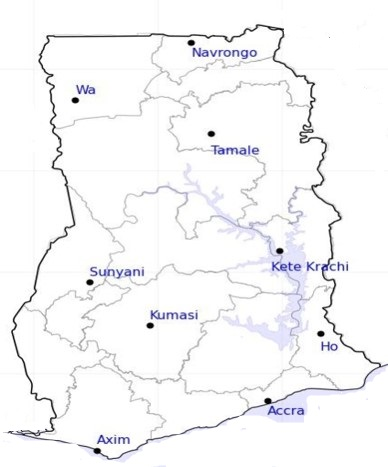 Navrongo
Wa
Tamale
Kete Krachi
Sunyani
Kumasi
Ho
Accra
Axim